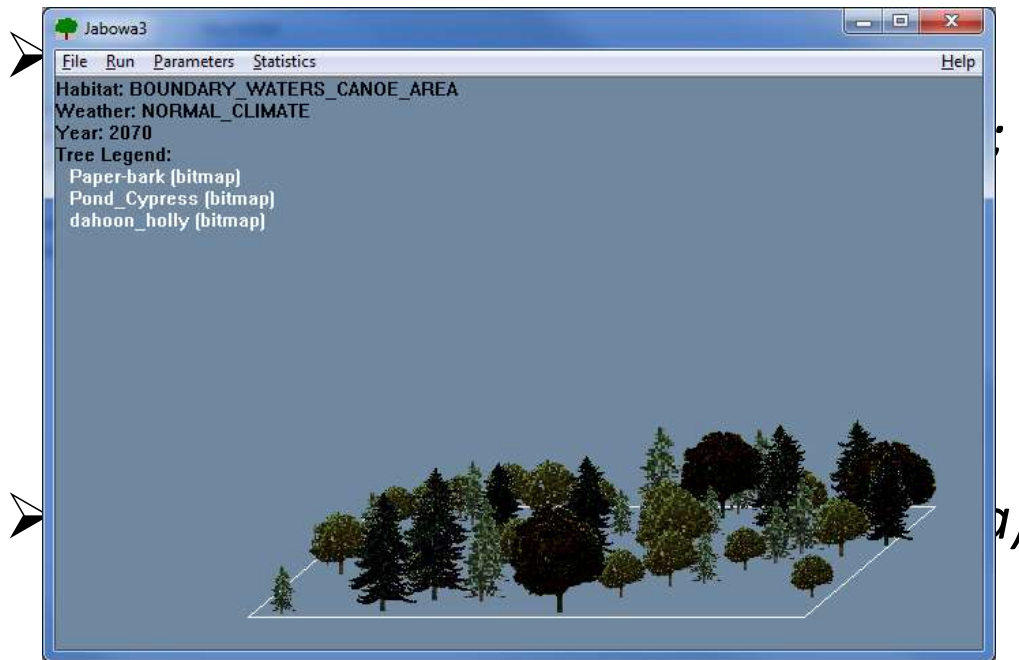 Jabowa3
File Run Parameters Statistics Help
Habitat: BOUNDARY_WATERS_CANOE_AREA
Weather: NORMAL_CLIMATE
Year: 2070
Tree Legend:
Paper-bark (bitmap)
Pond_Cypress (bitmap)
dahoon_holly (bitmap)